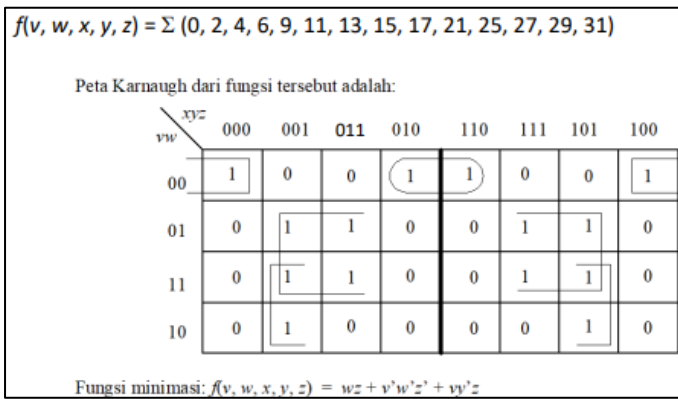 f(v, w, x, y, z) = Σ (0, 2, 4, 6, 9, 11, 13, 15, 17, 21, 25, 27, 29, 31)
Peta Karnaugh dari fungsi tersebut adalah:
xyz
vw
000 001 011 010 110 111 101 100
00 1 0 0 1 1 0 0 1
01 0 1 1 0 0 1 1 0
11 0 1 1 0 0 1 1 0
10 0 1 0 0 0 0 1 0
Fungsi minimasi: f(v, w, x, y, z) = wz + v'w'z' + vy'z